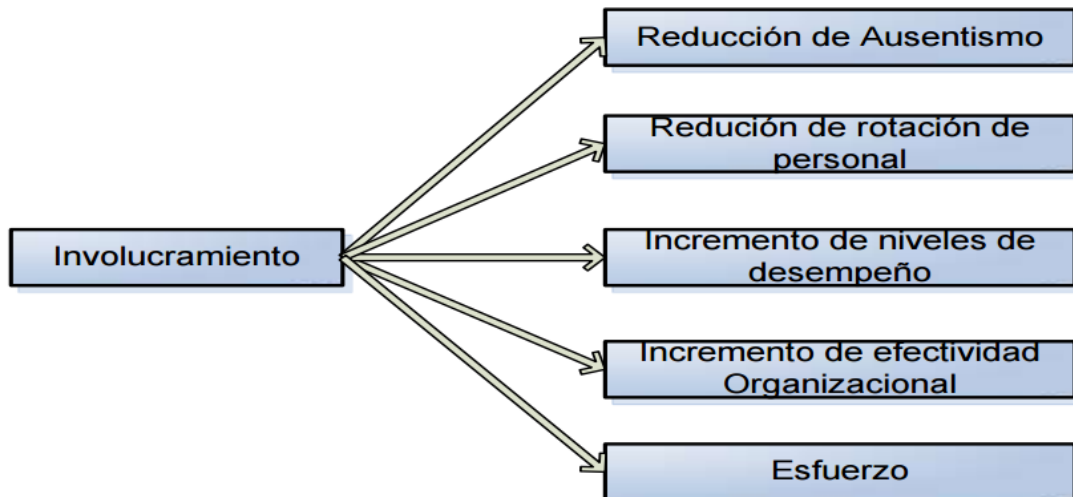 Reducción de Ausentismo
Redución de rotación de
personal
Involucramiento
Incremento de niveles de
desempeño
Incremento de efectividad
Organizacional
Esfuerzo